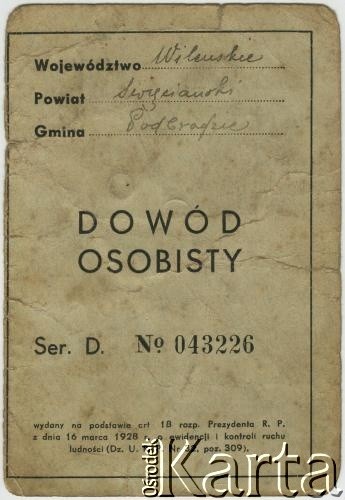 Województwo Wileńskie
Powiat Święciański
Gmina Podbrodzie
DOWÓD
OSOBISTY
Ser. D. № 043226
wydany na podstawie art 18 rozp. Prezydenta R. P.
z dnia 16 marca 1928 r. o ewidencji i kontroli ruchu
ludności (Dz. U. R. P. Nr 32, poz. 309).
Ośrodek Karta